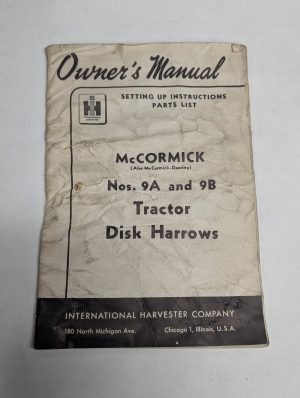 Owner's Manual
SETTING UP INSTRUCTIONS
PARTS LIST
IH
McCORMICK
(Also McCormick-Deering)
Nos. 9A and 9B
Tractor
Disk Harrows
INTERNATIONAL HARVESTER COMPANY
180 North Michigan Ave. Chicago 1, Illinois, U.S.A.